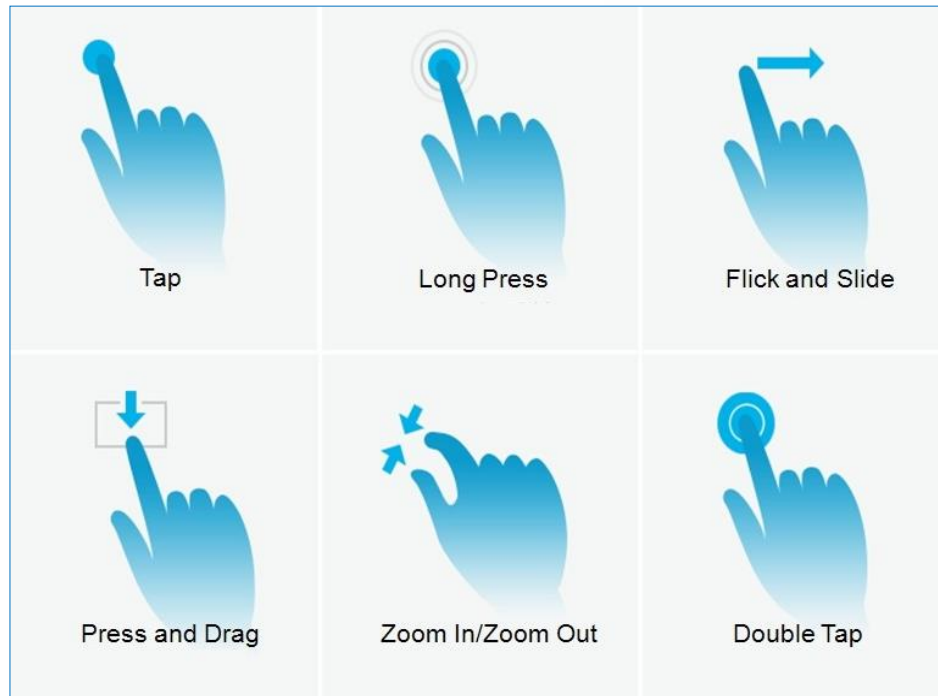 Tap
Long Press
Flick and Slide
Press and Drag
Zoom In/Zoom Out
Double Tap